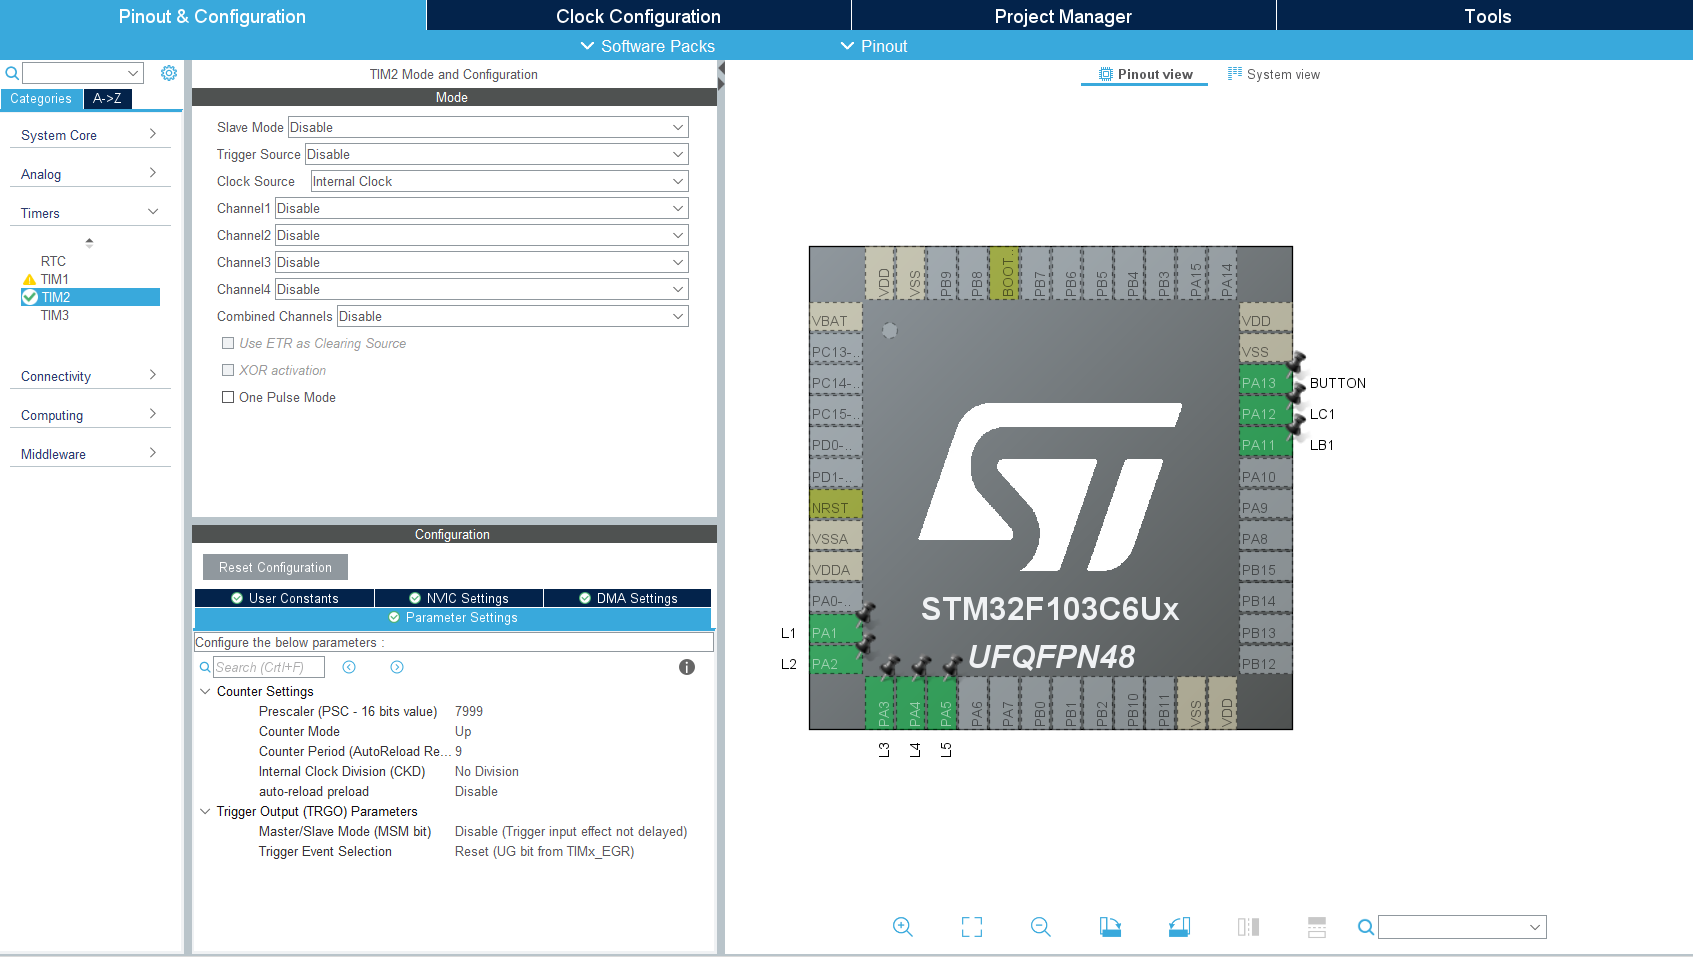 Pinout & Configuration
Clock Configuration
Project Manager
Tools
Software Packs
Pinout
Categories
A->Z
System Core
Analog
Timers
RTC
TIM1
TIM2
TIM3
Connectivity
Computing
Middleware
TIM2 Mode and Configuration
Mode
Slave Mode Disable
Trigger Source Disable
Clock Source Internal Clock
Channel1 Disable
Channel2 Disable
Channel3 Disable
Channel4 Disable
Combined Channels Disable
Use ETR as Clearing Source
XOR activation
One Pulse Mode
Configuration
Reset Configuration
User Constants
NVIC Settings
DMA Settings
Parameter Settings
Configure the below parameters :
Search (Crtl+F)
Counter Settings
Prescaler (PSC - 16 bits value) 7999
Counter Mode Up
Counter Period (AutoReload Re... 9
Internal Clock Division (CKD) No Division
auto-reload preload Disable
Trigger Output (TRGO) Parameters
Master/Slave Mode (MSM bit) Disable (Trigger input effect not delayed)
Trigger Event Selection Reset (UG bit from TIMx_EGR)
Pinout view
System view
VDD
VSS
PB9
PB8
BOOT...
PB7
PB6
PB5
PB4
PB3
PA15
PA14
VBAT
PC13-...
PC14-...
PC15-...
PD0-...
PD1-...
NRST
VSSA
VDDA
PA0-...
L1 PA1
L2 PA2
VDD
VSS
PA13 BUTTON
PA12 LC1
PA11 LB1
PA10
PA9
PA8
PB15
PB14
PB13
PB12
ST
STM32F103C6Ux
UFQFPN48
PA3
PA4
PA5
PA6
PA7
PB0
PB1
PB2
PB10
PB11
VSS
VDD
L3
L4
L5